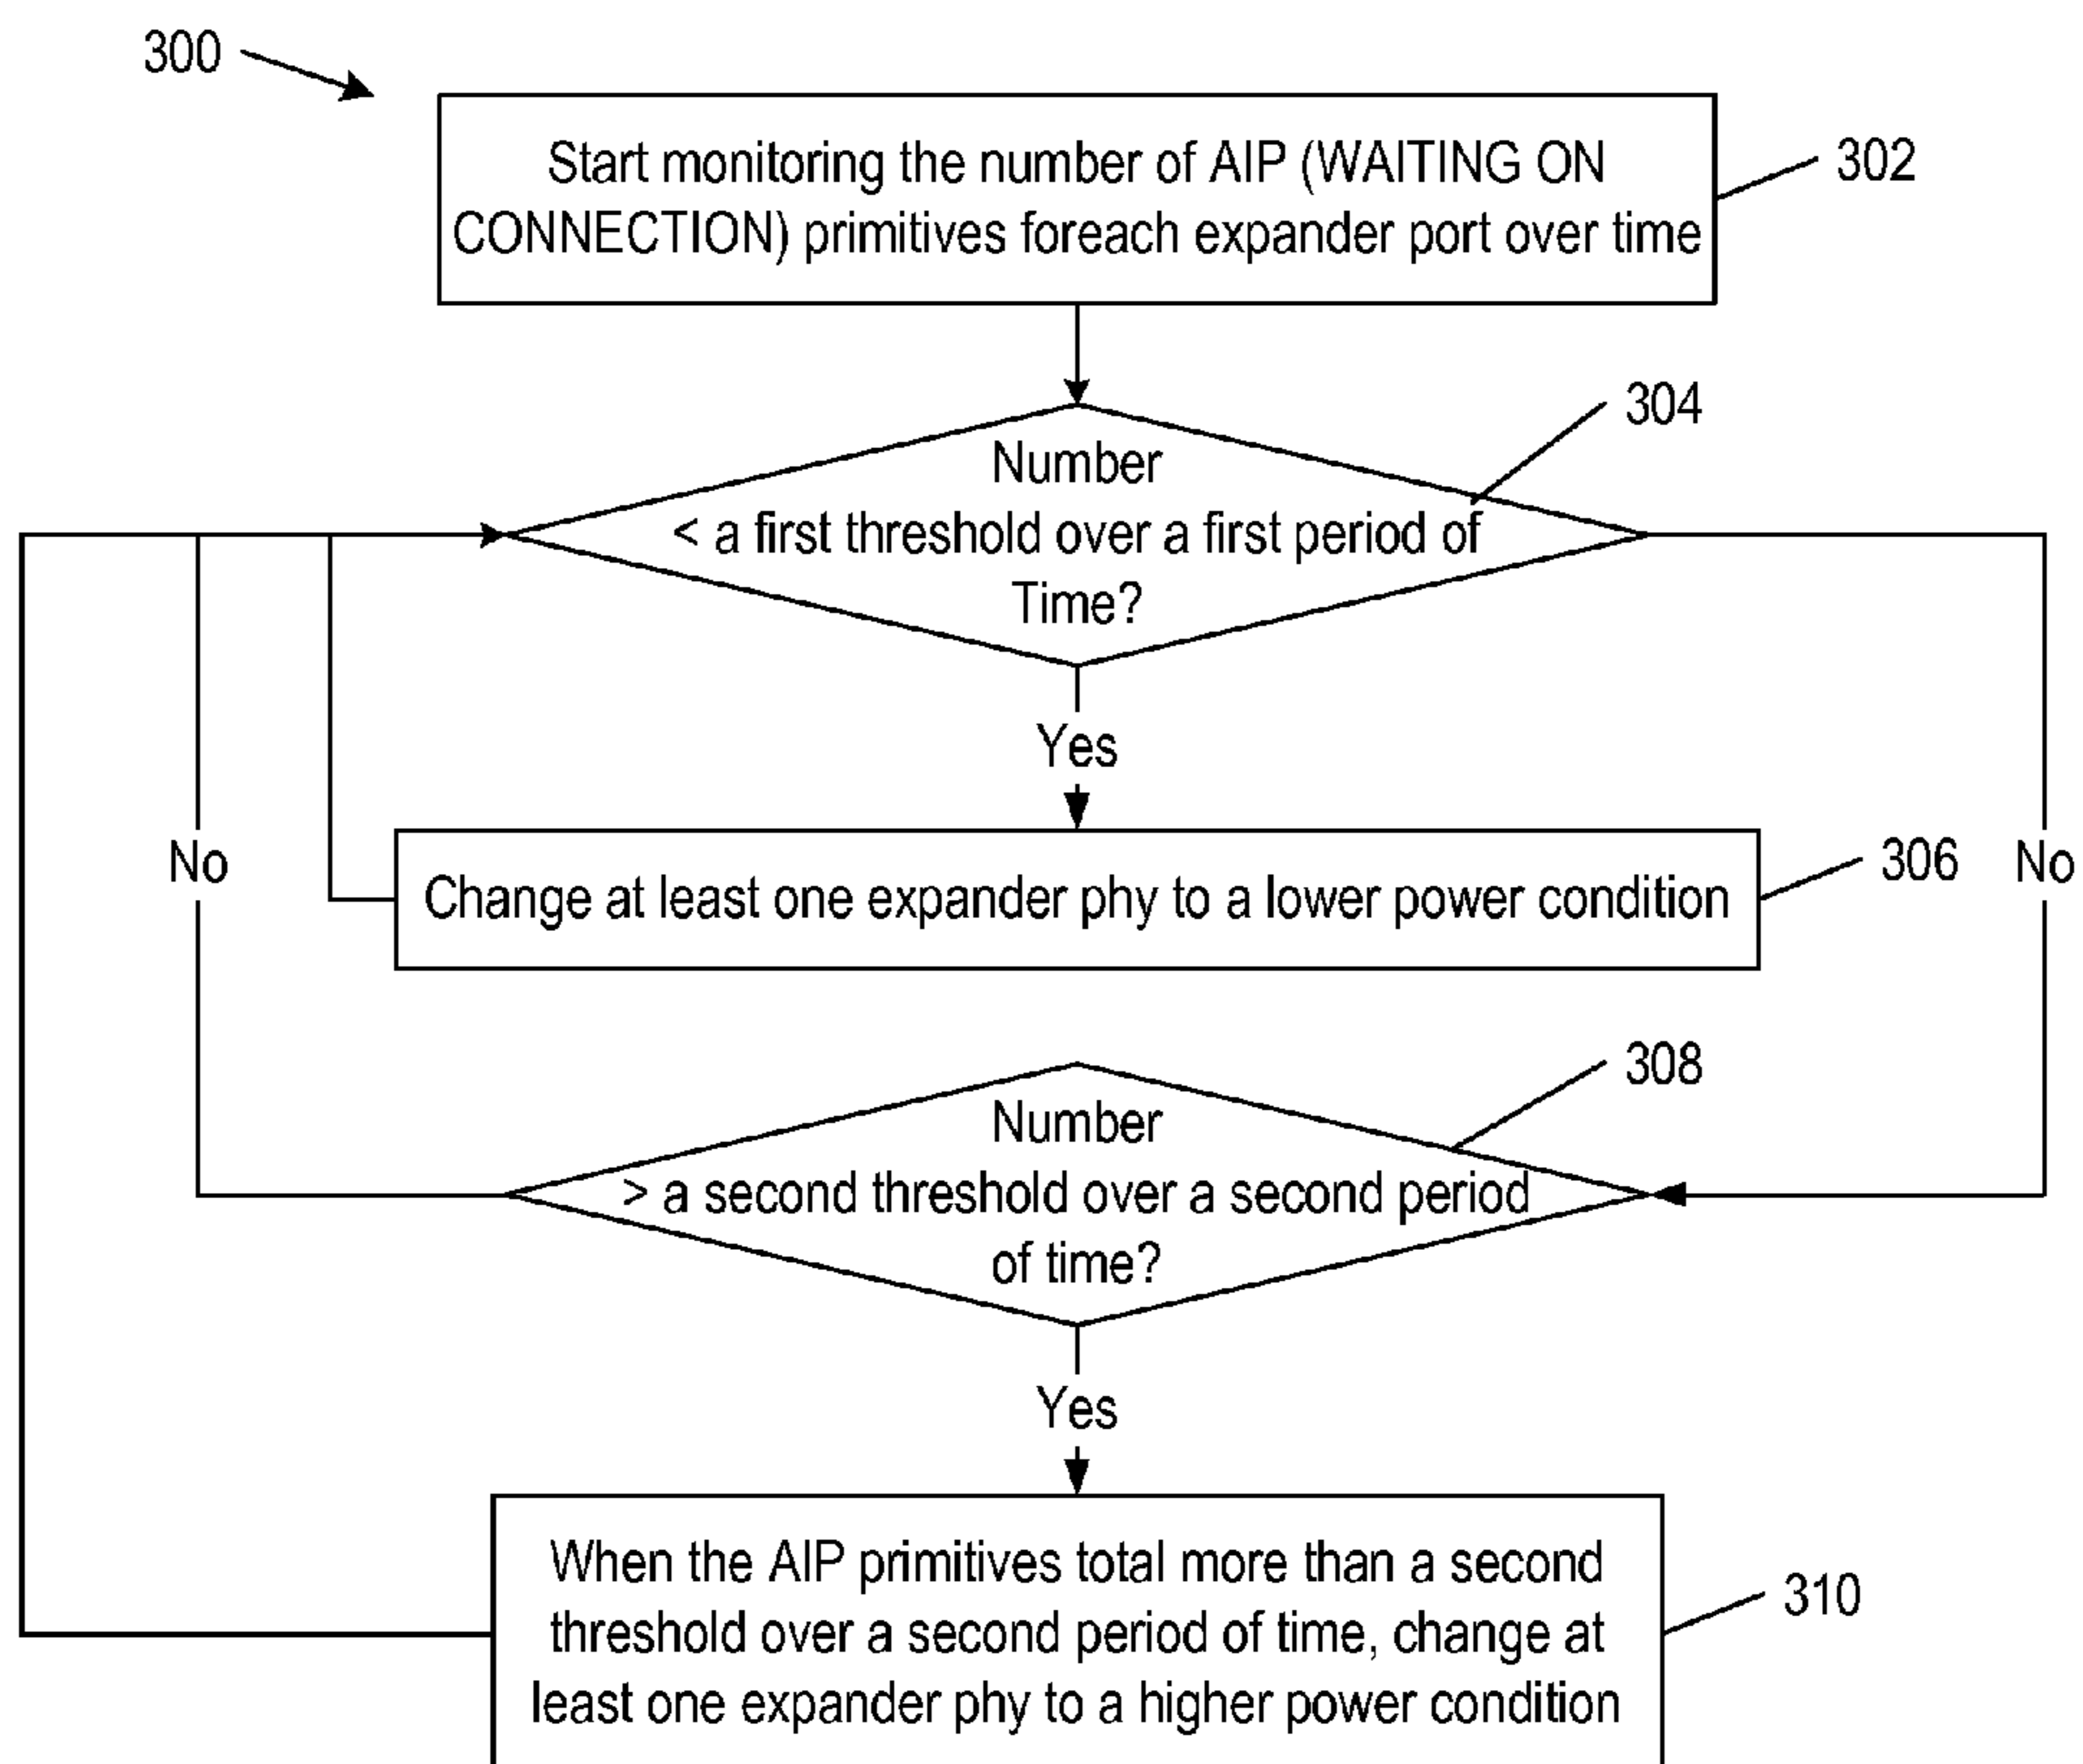 300
Start monitoring the number of AIP (WAITING ON
CONNECTION) primitives foreach expander port over time
302
304
Number
< a first threshold over a first period of
Time?
Yes
No
Change at least one expander phy to a lower power condition
306
No
308
Number
> a second threshold over a second period
of time?
Yes
When the AIP primitives total more than a second
threshold over a second period of time, change at
least one expander phy to a higher power condition
310